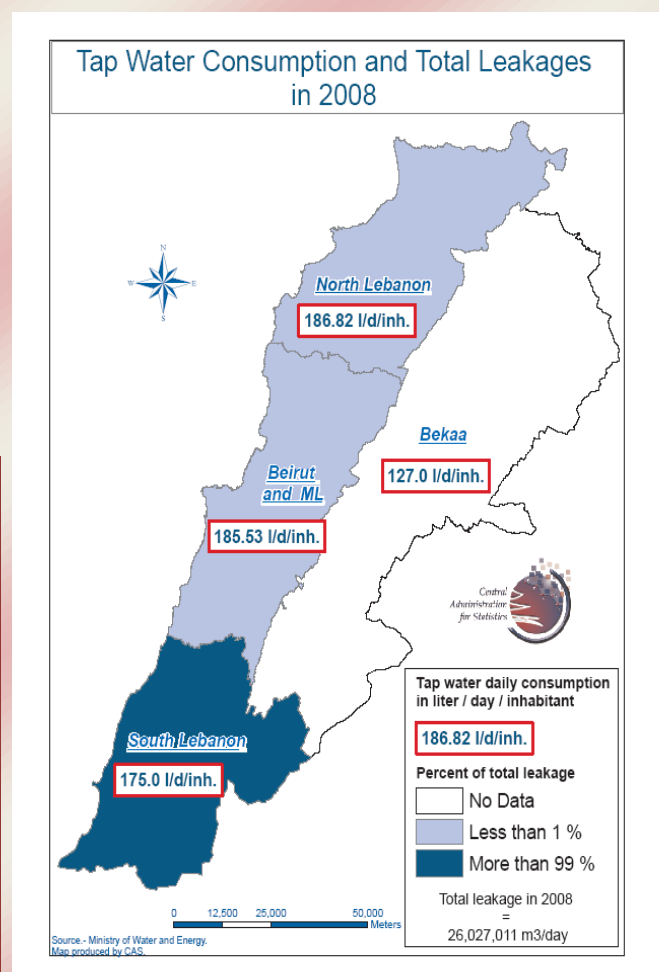 Tap Water Consumption and Total Leakages
in 2008
N
W
E
S
North Lebanon
186.82 l/d/inh.
Bekaa
127.0 l/d/inh.
Beirut
and ML
185.53 l/d/inh.
Central
Administration
for Statistics
South Lebanon
175.0 l/d/inh.
Tap water daily consumption
in liter / day / inhabitant
186.82 l/d/inh.
Percent of total leakage
No Data
Less than 1 %
More than 99 %
Total leakage in 2008
=
26,027,011 m3/day
0 12,500 25,000 50,000
Meters
Source.- Ministry of Water and Energy.
Map produced by CAS.